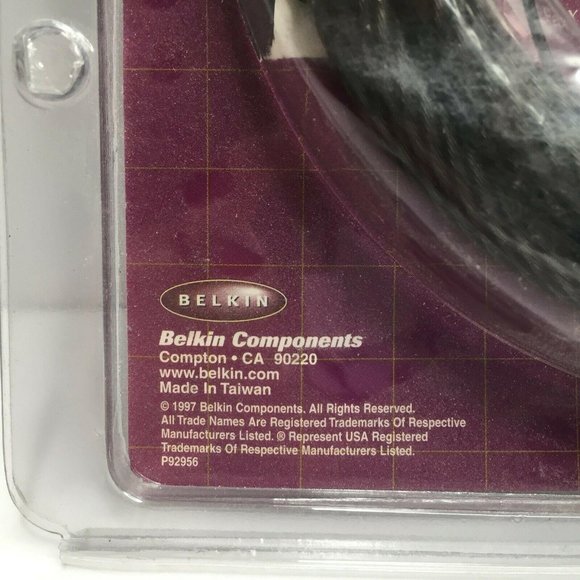 BELKIN
Belkin Components
Compton • CA 90220
www.belkin.com
Made In Taiwan
© 1997 Belkin Components. All Rights Reserved.
All Trade Names Are Registered Trademarks Of Respective
Manufacturers Listed. ® Represent USA Registered
Trademarks Of Respective Manufacturers Listed.
P92956